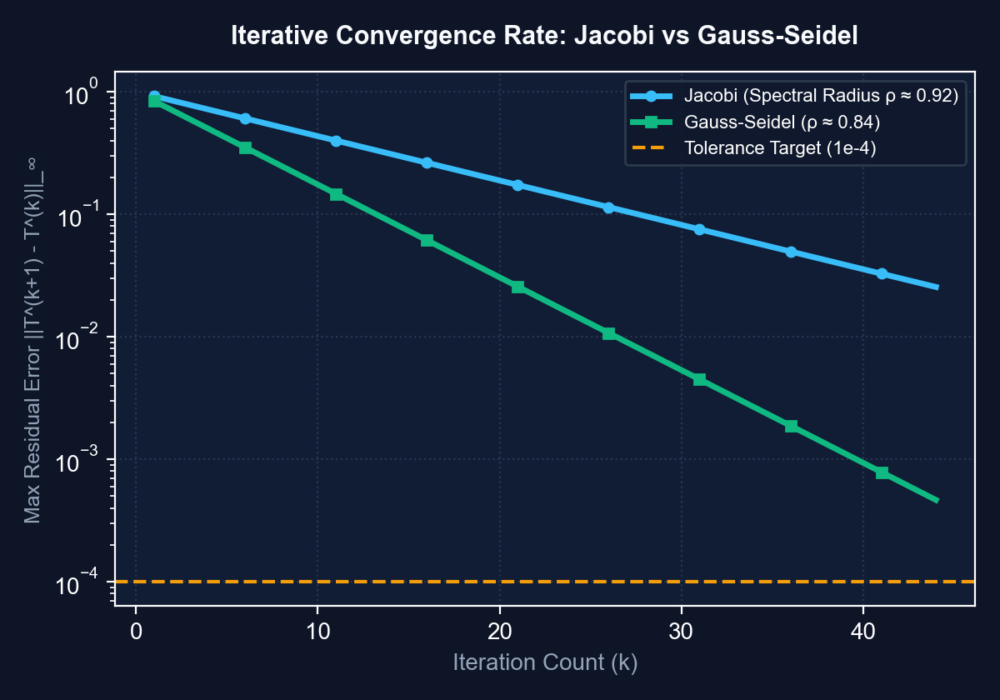 Iterative Convergence Rate: Jacobi vs Gauss-Seidel
Jacobi (Spectral Radius ρ ≈ 0.92)
Gauss-Seidel (ρ ≈ 0.84)
Tolerance Target (1e-4)
Max Residual Error ||T^(k+1) - T^(k)||_∞
10⁰
10⁻¹
10⁻²
10⁻³
10⁻⁴
0 10 20 30 40
Iteration Count (k)